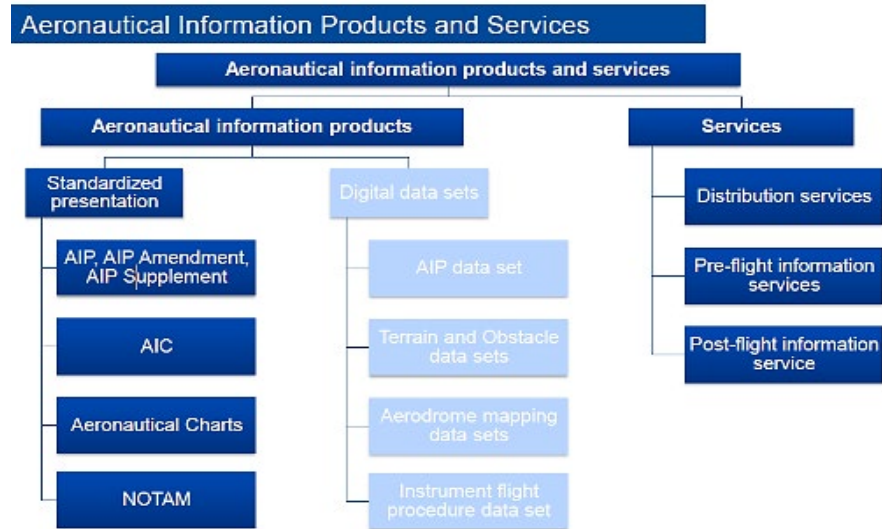 Aeronautical Information Products and Services
Aeronautical information products and services
Aeronautical information products
Services
Standardized
presentation
Digital data sets
Distribution services
AIP, AIP Amendment,
AIP Supplement
AIP data set
Pre-flight information
services
AIC
Terrain and Obstacle
data sets
Post-flight information
service
Aeronautical Charts
Aerodrome mapping
data sets
NOTAM
Instrument flight
procedure data set